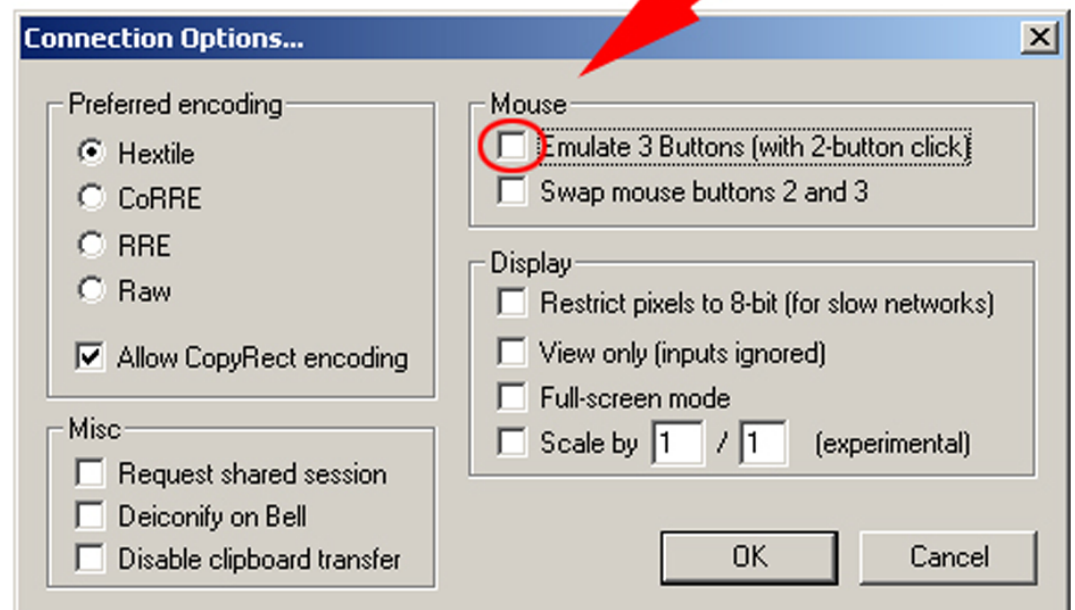 Connection Options...
Preferred encoding
Hextile
CoRRE
RRE
Raw
Allow CopyRect encoding
Misc
Request shared session
Deiconify on Bell
Disable clipboard transfer
Mouse
Emulate 3 Buttons (with 2-button click)
Swap mouse buttons 2 and 3
Display
Restrict pixels to 8-bit (for slow networks)
View only (inputs ignored)
Full-screen mode
Scale by 1 / 1 (experimental)
OK Cancel